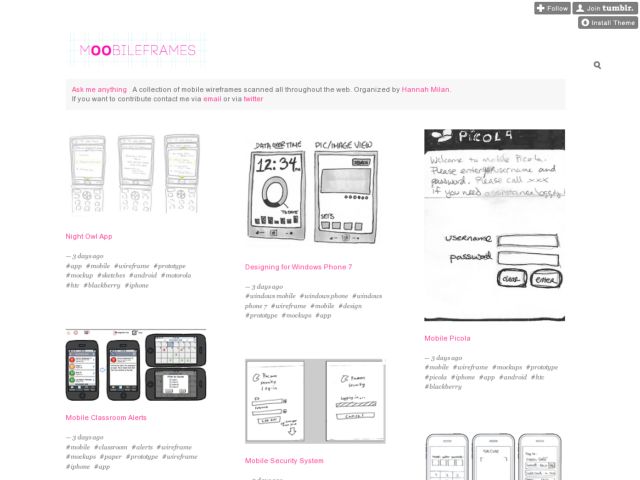 Follow
Join tumblr.
Install Theme
MOOBILEFRAMES
Ask me anything . A collection of mobile wireframes scanned all throughout the web. Organized by Hannah Milan.
If you want to contribute contact me via email or via twitter
Night Owl App
— 3 days ago
#app #mobile #wireframe #prototype
#mockup #sketches #android #motorola
#htc #blackberry #iphone
Mobile Classroom Alerts
— 3 days ago
#mobile #classroom #alerts #wireframe
#mockups #paper #prototype #wireframe
#iphone #app
DATA OVER TIME
PIC/IMAGE VIEW
12:34
Designing for Windows Phone 7
— 3 days ago
#windows mobile #windows phone #windows
phone 7 #wireframe #mobile #design
#prototype #mockups #app
Security
Mobile Security System
PICOLA
Welcome to mobile Picola.
Please enter username and
password. Please call xxx
if you need
username
password
clear enter
Mobile Picola
— 3 days ago
#mobile #wireframe #mockups #prototype
#picola #iphone #app #android #htc
#blackberry